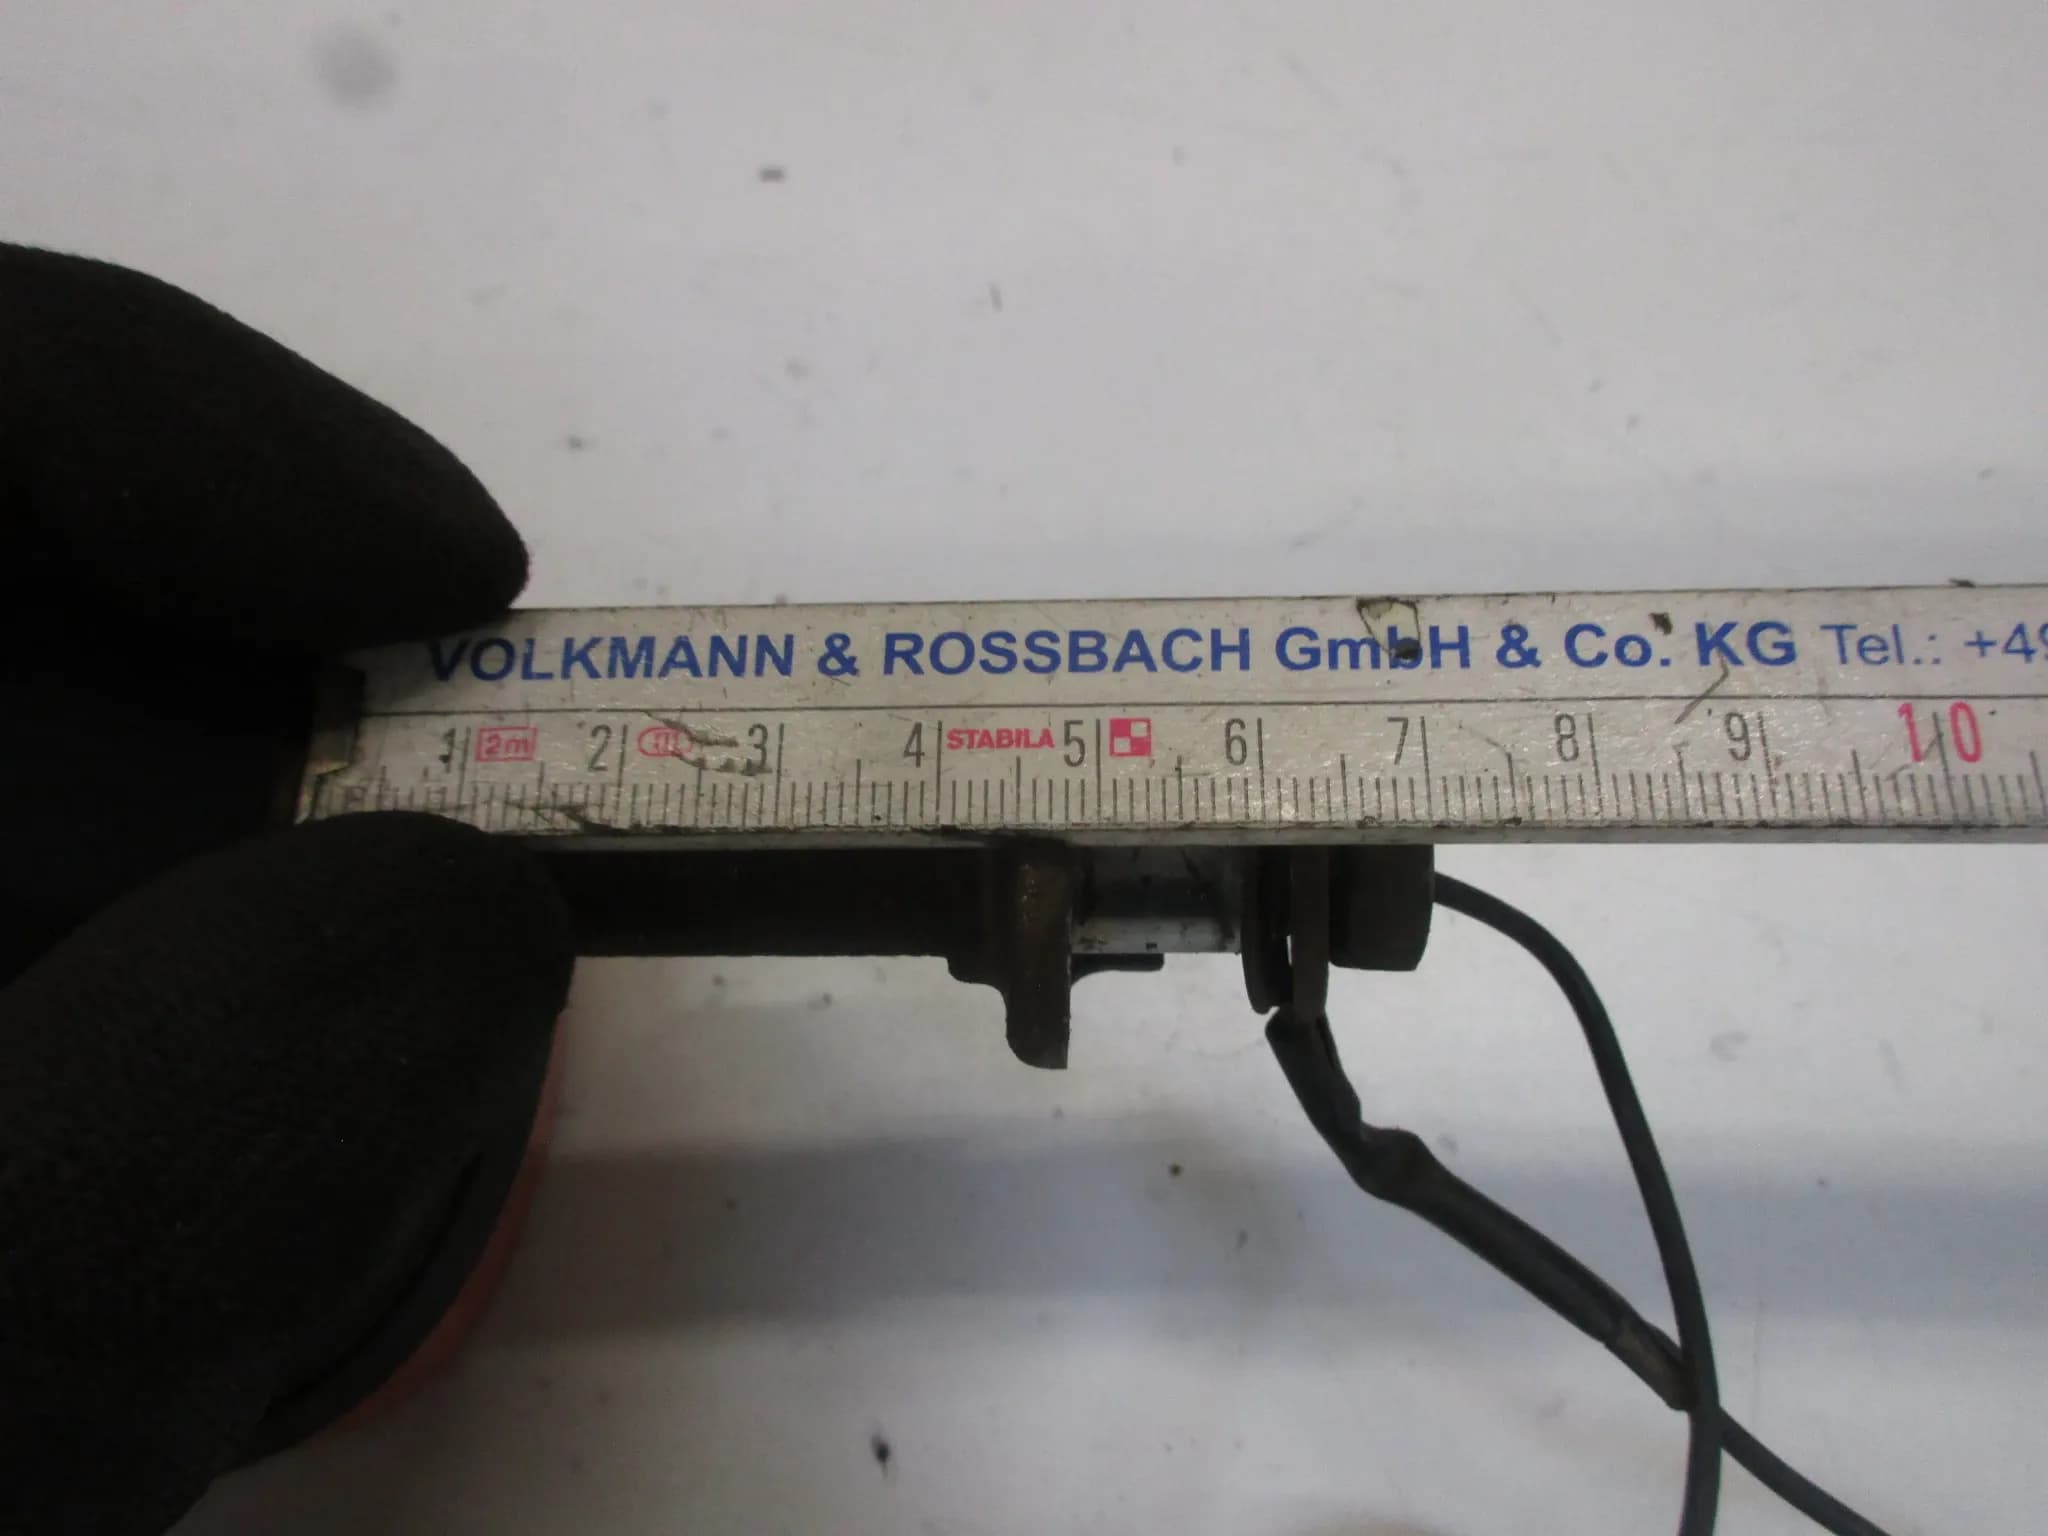 VOLKMANN & ROSSBACH GmbH & Co. KG Tel.: +49
1 2m 2 III 3 4 STABILA 5 6 7 8 9 10